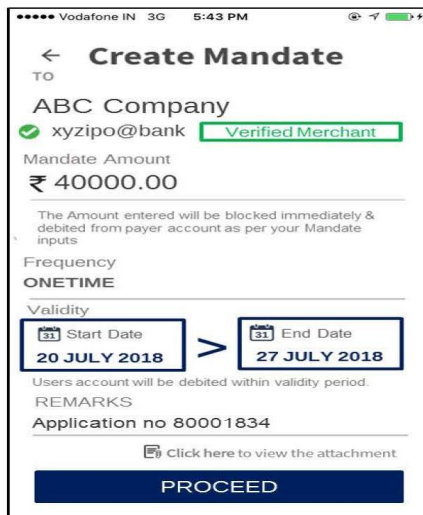 Vodafone IN 3G 5:43 PM
Create Mandate
TO
ABC Company
xyzipo@bank Verified Merchant
Mandate Amount
₹ 40000.00
The Amount entered will be blocked immediately &
debited from payer account as per your Mandate
inputs
Frequency
ONETIME
Validity
31 Start Date > 31 End Date
20 JULY 2018 27 JULY 2018
Users account will be debited within validity period.
REMARKS
Application no 80001834
Click here to view the attachment
PROCEED